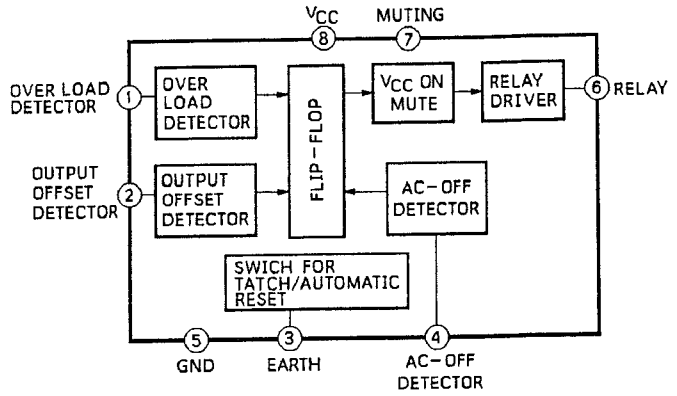 VCC MUTING
8 7
OVER LOAD
DETECTOR
1
OVER
LOAD
DETECTOR
FLIP-FLOP
VCC ON
MUTE
RELAY
DRIVER
6
RELAY
OUTPUT
OFFSET
DETECTOR
2
OUTPUT
OFFSET
DETECTOR
AC-OFF
DETECTOR
SWICH FOR
TATCH/AUTOMATIC
RESET
5 3 4
GND EARTH AC-OFF
DETECTOR